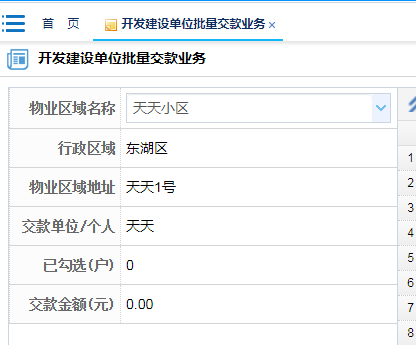 首 页 开发建设单位批量交款业务 ×
开发建设单位批量交款业务
物业区域名称 天天小区
行政区域 东湖区
物业区域地址 天天1号
交款单位/个人 天天
已勾选(户) 0
交款金额(元) 0.00
1
2
3
4
5
6
7
8